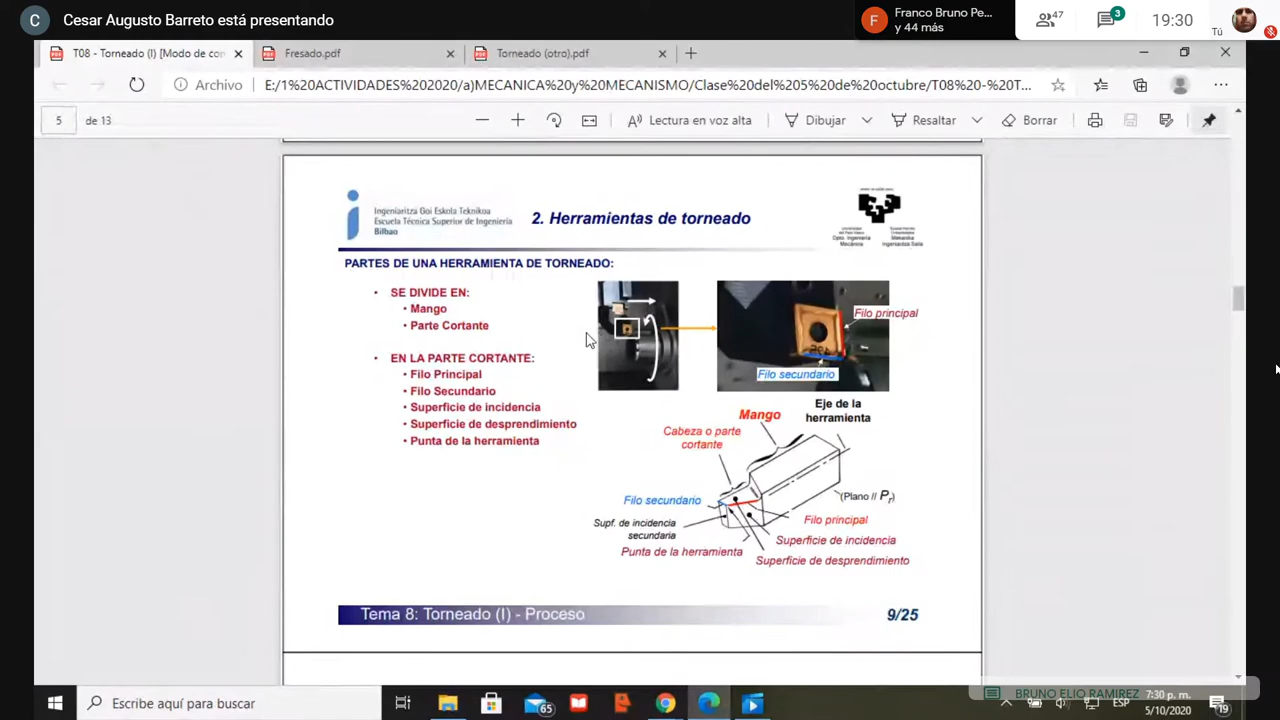 C Cesar Augusto Barreto está presentando
F Franco Bruno Pe...
y 44 más
47
3
19:30
Tú
T08 - Torneado (I) [Modo de con
Fresado.pdf
Torneado (otro).pdf
Archivo
E:/1%20ACTIVIDADES%202020/a)MECANICA%20y%20MECANISMO/Clase%20del%205%20de%20octubre/T08%20-%20T...
5 de 13
Lectura en voz alta
Dibujar
Resaltar
Borrar
Ingeniaritza Goi Eskola Teknikoa
Escuela Técnica Superior de Ingeniería
Bilbao
2. Herramientas de torneado
PARTES DE UNA HERRAMIENTA DE TORNEADO:
• SE DIVIDE EN:
• Mango
• Parte Cortante
• EN LA PARTE CORTANTE:
• Filo Principal
• Filo Secundario
• Superficie de incidencia
• Superficie de desprendimiento
• Punta de la herramienta
Filo principal
Filo secundario
Eje de la
herramienta
Mango
Cabeza o parte
cortante
Filo secundario
(Plano // Pr)
Supf. de incidencia
secundaria
Filo principal
Superficie de incidencia
Punta de la herramienta
Superficie de desprendimiento
Tema 8: Torneado (I) - Proceso
9/25
BRUNO ELIO RAMIREZ
Escribe aquí para buscar
65
ESP
7:30 p. m.
5/10/2020
19